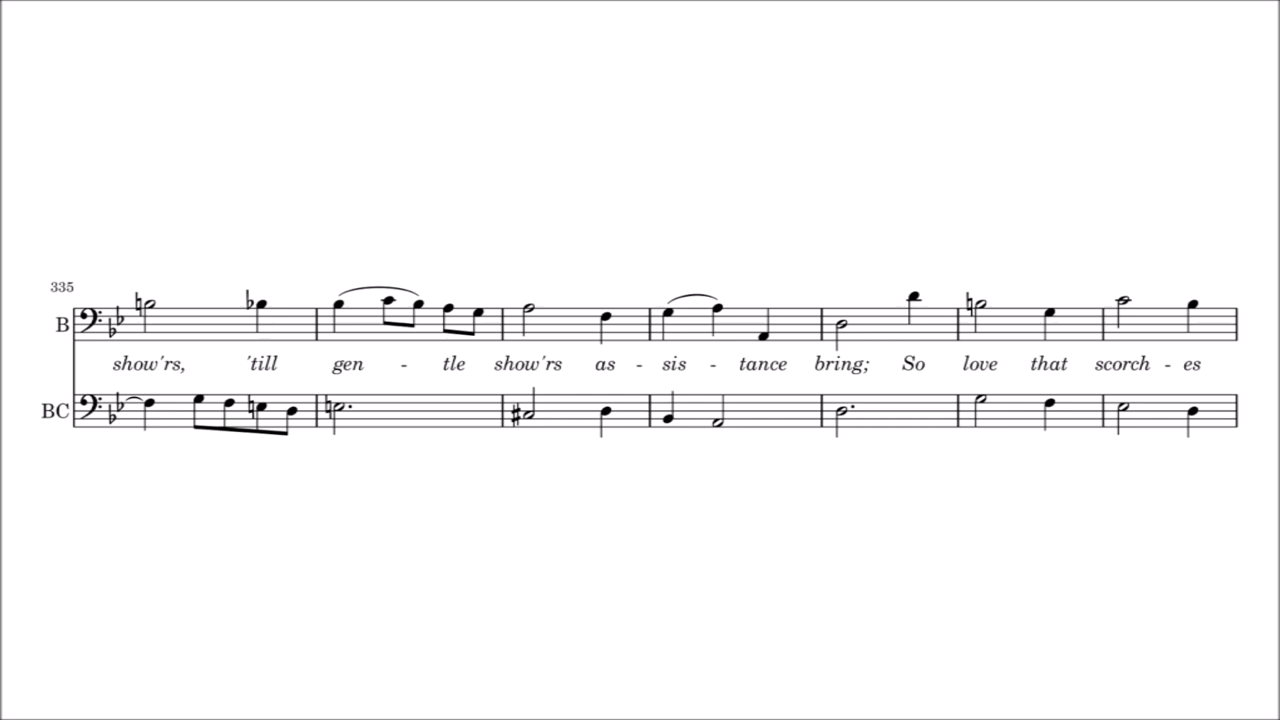 335
B
show'rs, 'till gen - tle show'rs as - sis - tance bring; So love that scorch - es
BC